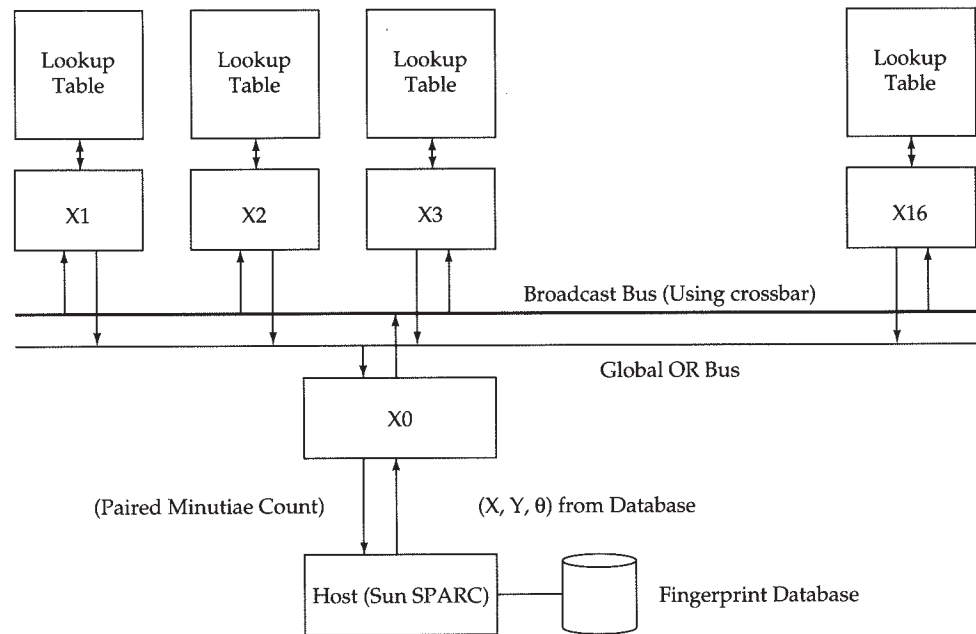 Lookup
Table
Lookup
Table
Lookup
Table
Lookup
Table
X1
X2
X3
X16
Broadcast Bus (Using crossbar)
Global OR Bus
X0
(Paired Minutiae Count)
(X, Y, θ) from Database
Host (Sun SPARC)
Fingerprint Database